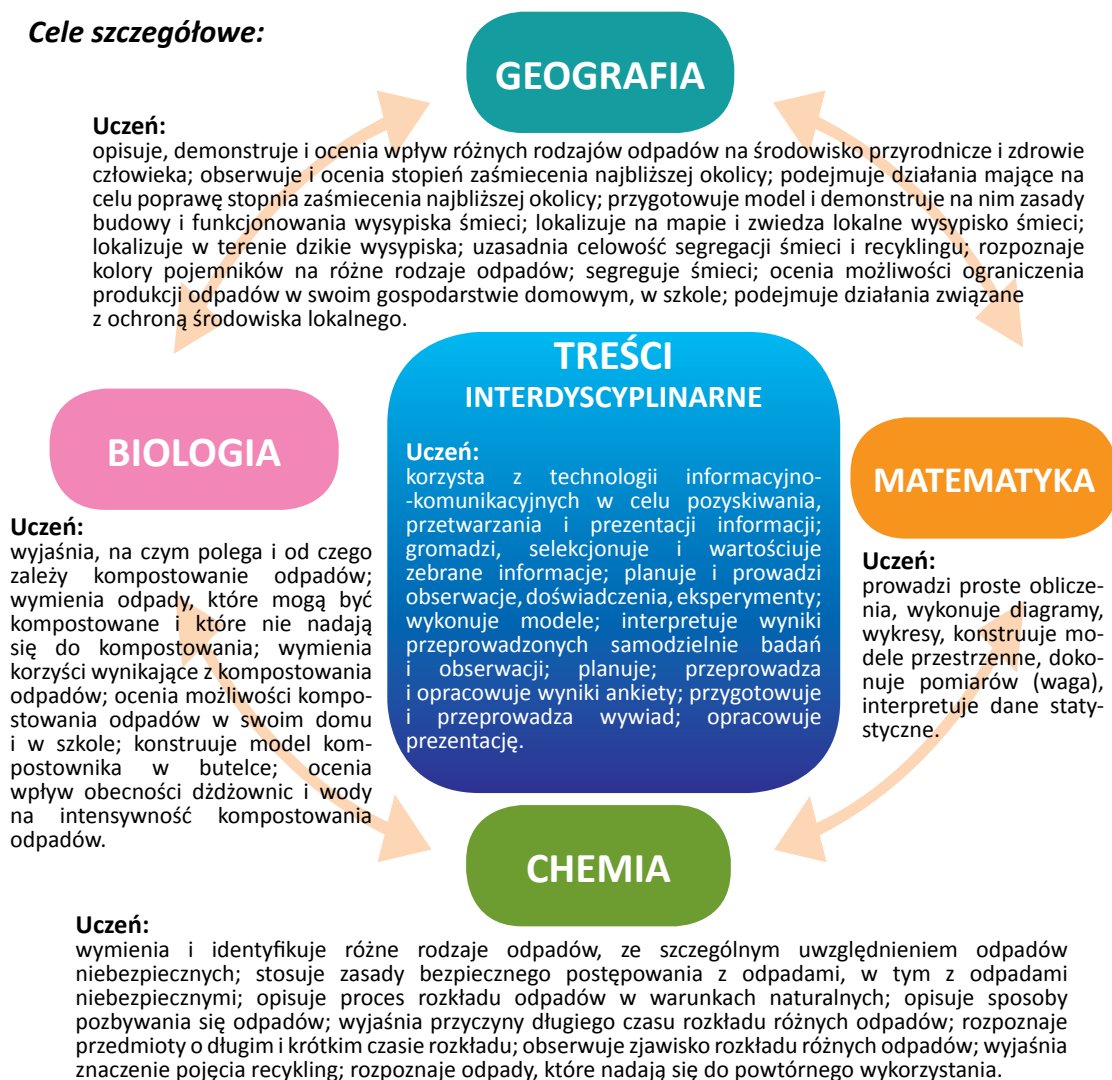 Cele szczegółowe:
GEOGRAFIA
Uczeń:
opisuje, demonstruje i ocenia wpływ różnych rodzajów odpadów na środowisko przyrodnicze i zdrowie
człowieka; obserwuje i ocenia stopień zaśmiecenia najbliższej okolicy; podejmuje działania mające na
celu poprawę stopnia zaśmiecenia najbliższej okolicy; przygotowuje model i demonstruje na nim zasady
budowy i funkcjonowania wysypiska śmieci; lokalizuje na mapie i zwiedza lokalne wysypisko śmieci;
lokalizuje w terenie dzikie wysypiska; uzasadnia celowość segregacji śmieci i recyklingu; rozpoznaje
kolory pojemników na różne rodzaje odpadów; segreguje śmieci; ocenia możliwości ograniczenia
produkcji odpadów w swoim gospodarstwie domowym, w szkole; podejmuje działania związane
z ochroną środowiska lokalnego.
BIOLOGIA
Uczeń:
wyjaśnia, na czym polega i od czego
zależy kompostowanie odpadów;
wymienia odpady, które mogą być
kompostowane i które nie nadają
się do kompostowania; wymienia
korzyści wynikające z kompostowania
odpadów; ocenia możliwości kompo-
stowania odpadów w swoim domu
i w szkole; konstruuje model kom-
postownika w butelce; ocenia
wpływ obecności dżdżownic i wody
na intensywność kompostowania
odpadów.
TREŚCI
INTERDYSCYPLINARNE
Uczeń:
korzysta z technologii informacyjno-
-komunikacyjnych w celu pozyskiwania,
przetwarzania i prezentacji informacji;
gromadzi, selekcjonuje i wartościuje
zebrane informacje; planuje i prowadzi
obserwacje, doświadczenia, eksperymenty;
wykonuje modele; interpretuje wyniki
przeprowadzonych samodzielnie badań
i obserwacji; planuje; przeprowadza
i opracowuje wyniki ankiety; przygotowuje
i przeprowadza wywiad; opracowuje
prezentację.
MATEMATYKA
Uczeń:
prowadzi proste oblicze-
nia, wykonuje diagramy,
wykresy, konstruuje mo-
dele przestrzenne, doko-
nuje pomiarów (waga),
interpretuje dane staty-
styczne.
CHEMIA
Uczeń:
wymienia i identyfikuje różne rodzaje odpadów, ze szczególnym uwzględnieniem odpadów
niebezpiecznych; stosuje zasady bezpiecznego postępowania z odpadami, w tym z odpadami
niebezpiecznymi; opisuje proces rozkładu odpadów w warunkach naturalnych; opisuje sposoby
pozbywania się odpadów; wyjaśnia przyczyny długiego czasu rozkładu różnych odpadów; rozpoznaje
przedmioty o długim i krótkim czasie rozkładu; obserwuje zjawisko rozkładu różnych odpadów; wyjaśnia
znaczenie pojęcia recykling; rozpoznaje odpady, które nadają się do powtórnego wykorzystania.